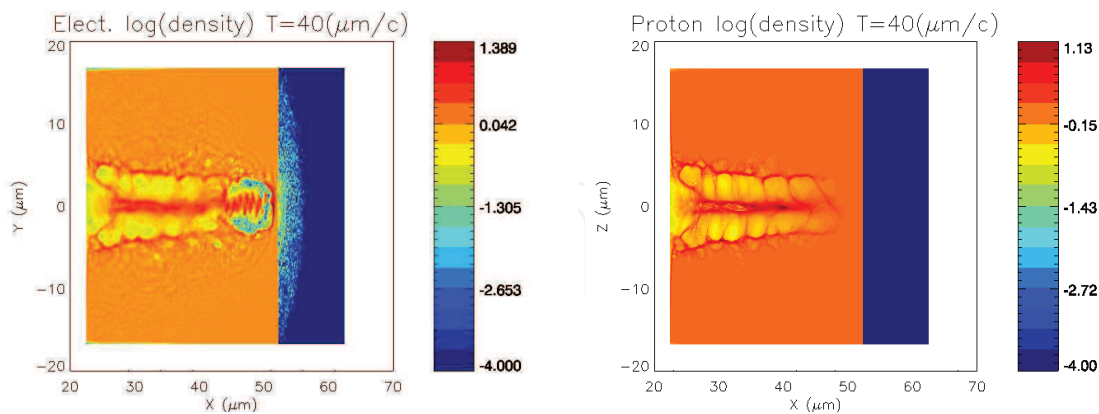 Elect. log(density) T=40(μm/c)
20
10
0
−10
−20
Y (μm)
20 30 40 50 60 70
X (μm)
1.389
0.042
-1.305
-2.653
-4.000
Proton log(density) T=40(μm/c)
20
10
0
−10
−20
Z (μm)
20 30 40 50 60 70
X (μm)
1.13
-0.15
-1.43
-2.72
-4.00